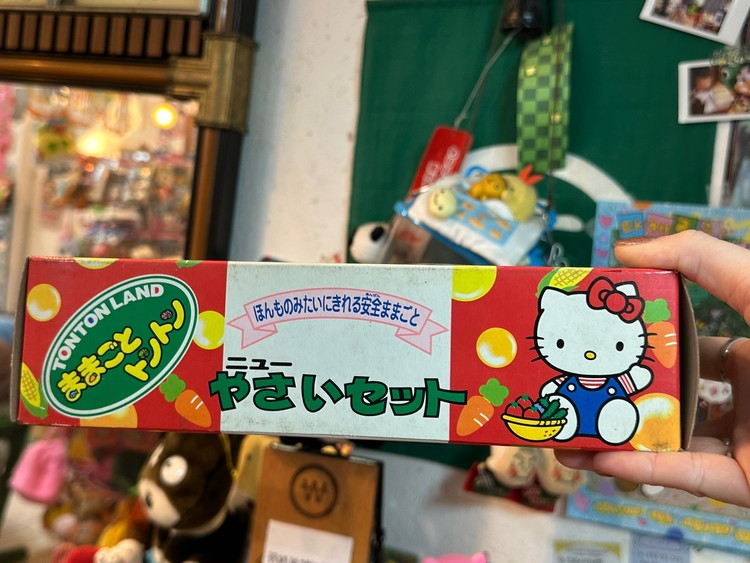 TONTON LAND
ままごと
トントン
ほんものみたいにきれる安全ままごと
ニュー
やさいセット